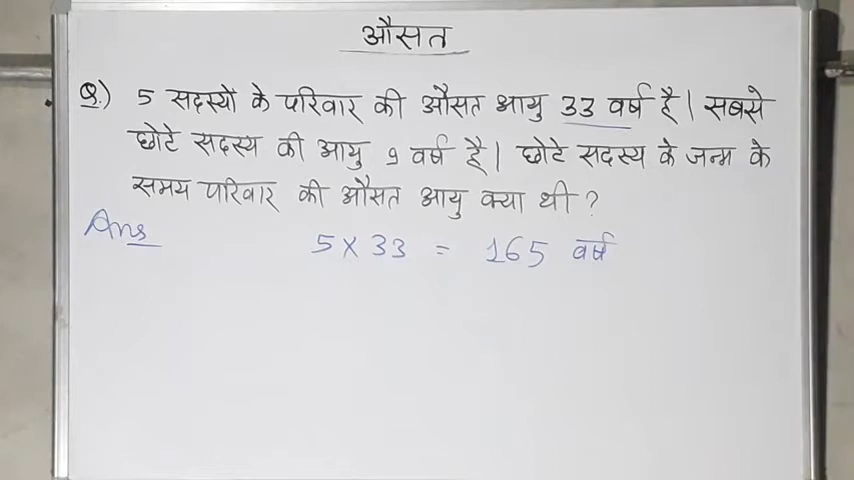 औसत
Q.) 5 सदस्यो के परिवार की औसत आयु 33 वर्ष है। सबसे
छोटे सदस्य की आयु 9 वर्ष है। छोटे सदस्य के जन्म के
समय परिवार की औसत आयु क्या थी ?
Ans
5 X 33 = 165 वर्ष